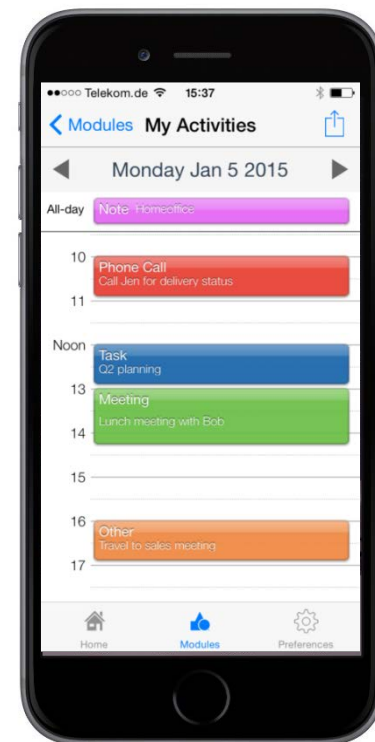 Telekom.de 15:37
Modules My Activities
Monday Jan 5 2015
All-day Note Homeoffice
10
Phone Call
Call Jen for delivery status
11
Noon
Task
Q2 planning
13
Meeting
Lunch meeting with Bob
14
15
16
Other
Travel to sales meeting
17
Home Modules Preferences